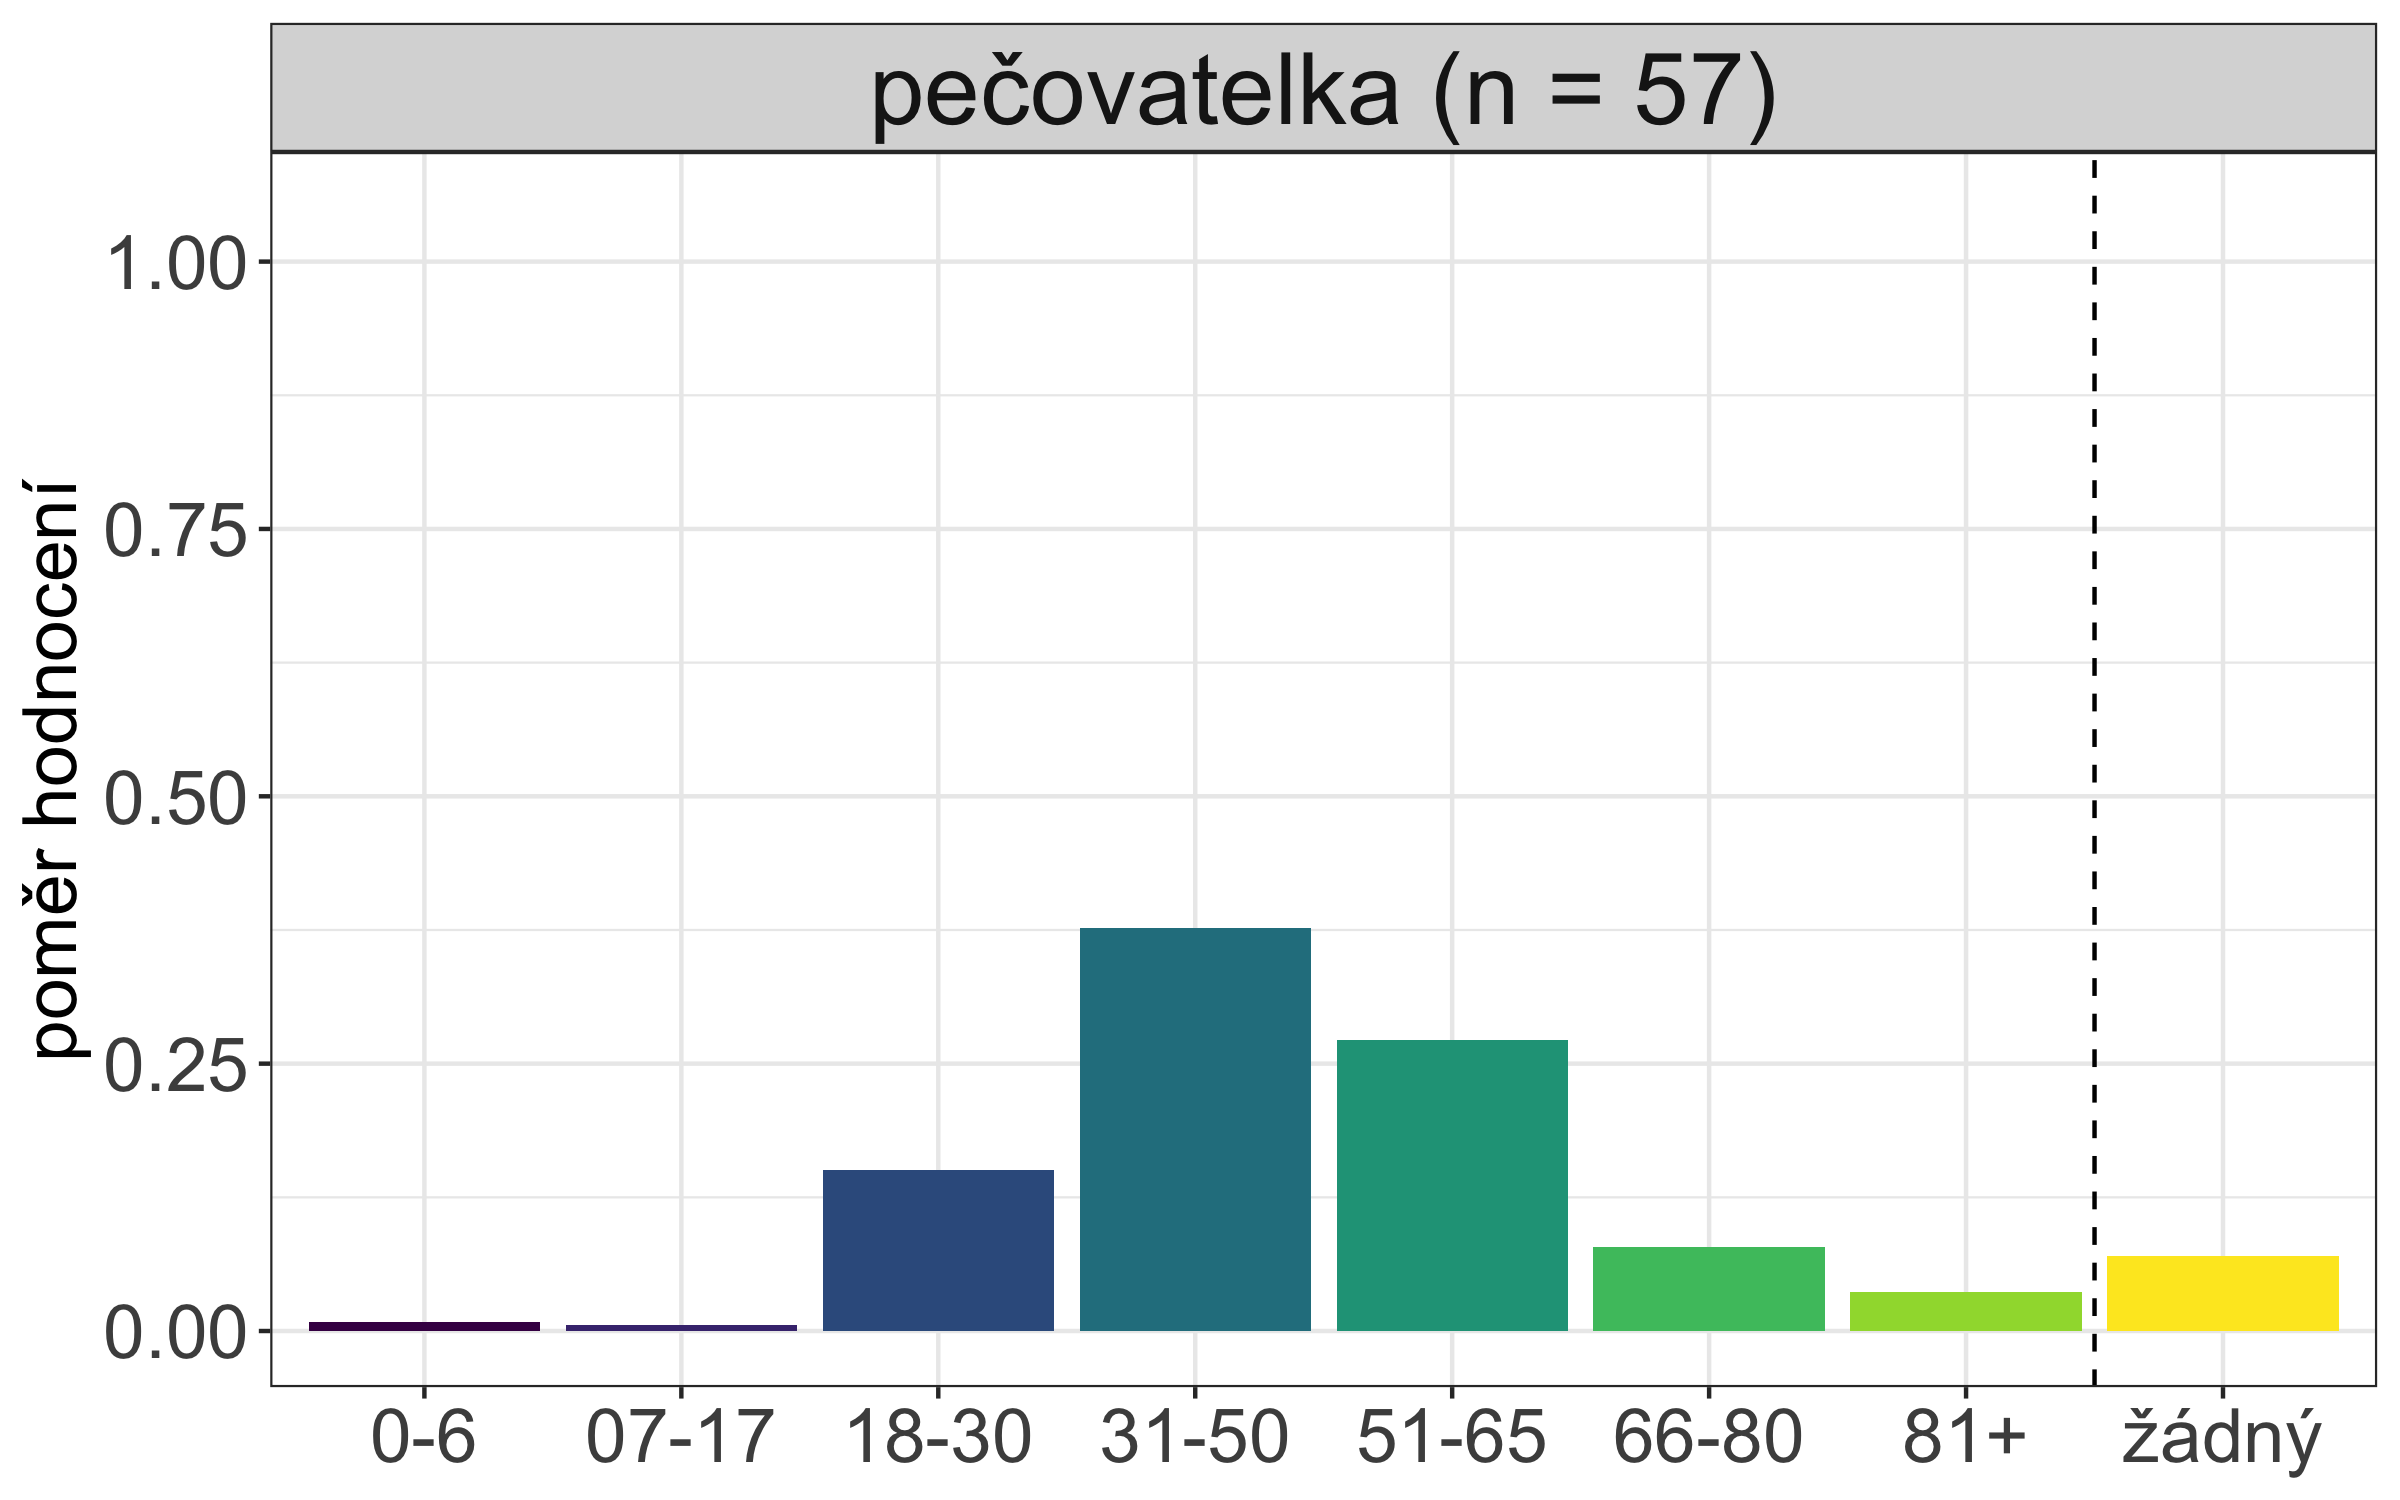 pečovatelka (n = 57)
poměr hodnocení
1.00
0.75
0.50
0.25
0.00
0-6 07-17 18-30 31-50 51-65 66-80 81+ žádný